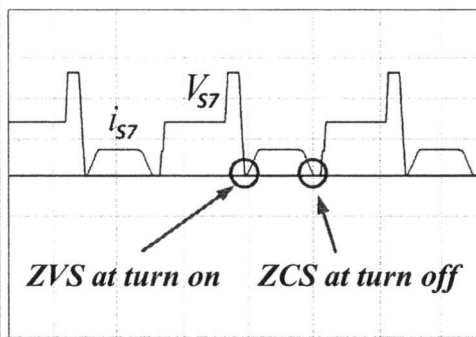 V_S7
i_S7
ZVS at turn on
ZCS at turn off